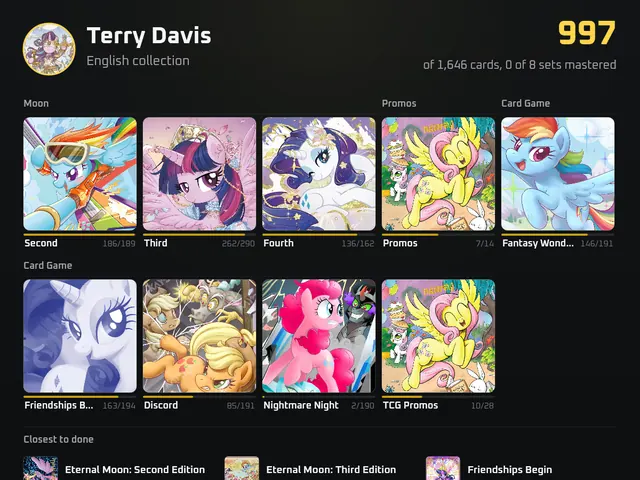 Terry Davis
English collection
997
of 1,646 cards, 0 of 8 sets mastered
Moon
Promos
Card Game
Second 186/189
Third 262/290
Fourth 136/162
Promos 7/14
Fantasy Wond... 146/191
Card Game
Friendships B... 163/194
Discord 85/191
Nightmare Night 2/190
TCG Promos 10/28
Closest to done
Eternal Moon: Second Edition
Eternal Moon: Third Edition
Friendships Begin